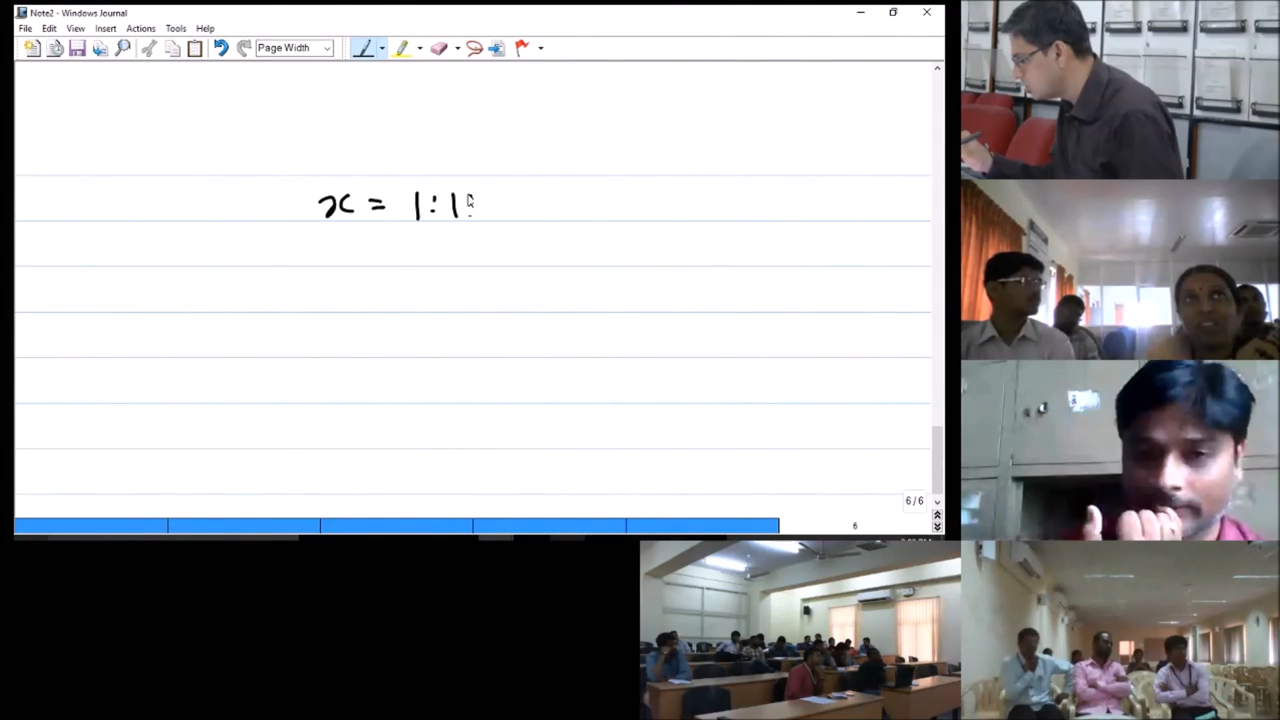 Note2 - Windows Journal
File Edit View Insert Actions Tools Help
Page Width
x = 1:1
6 / 6
6